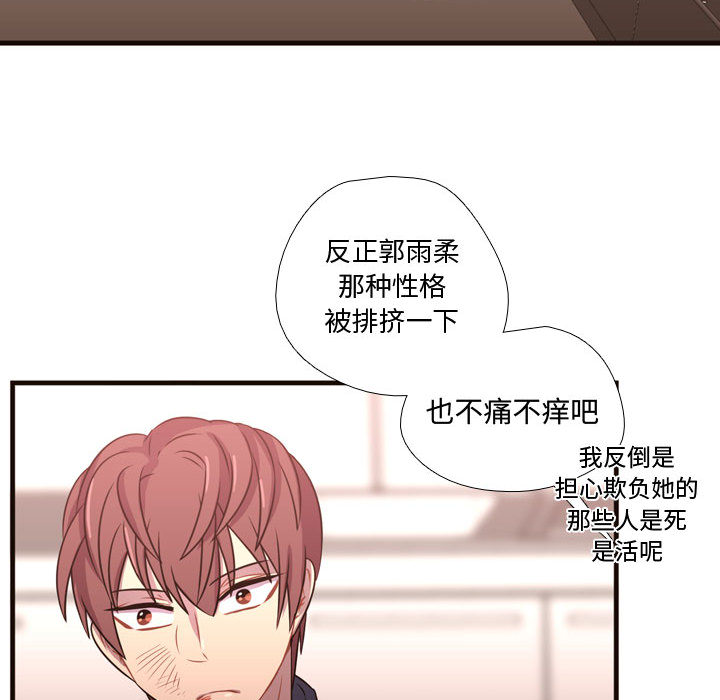 反正郭雨柔
那种性格
被排挤一下
也不痛不痒吧
我反倒是
担心欺负她的
那些人是死
是活呢